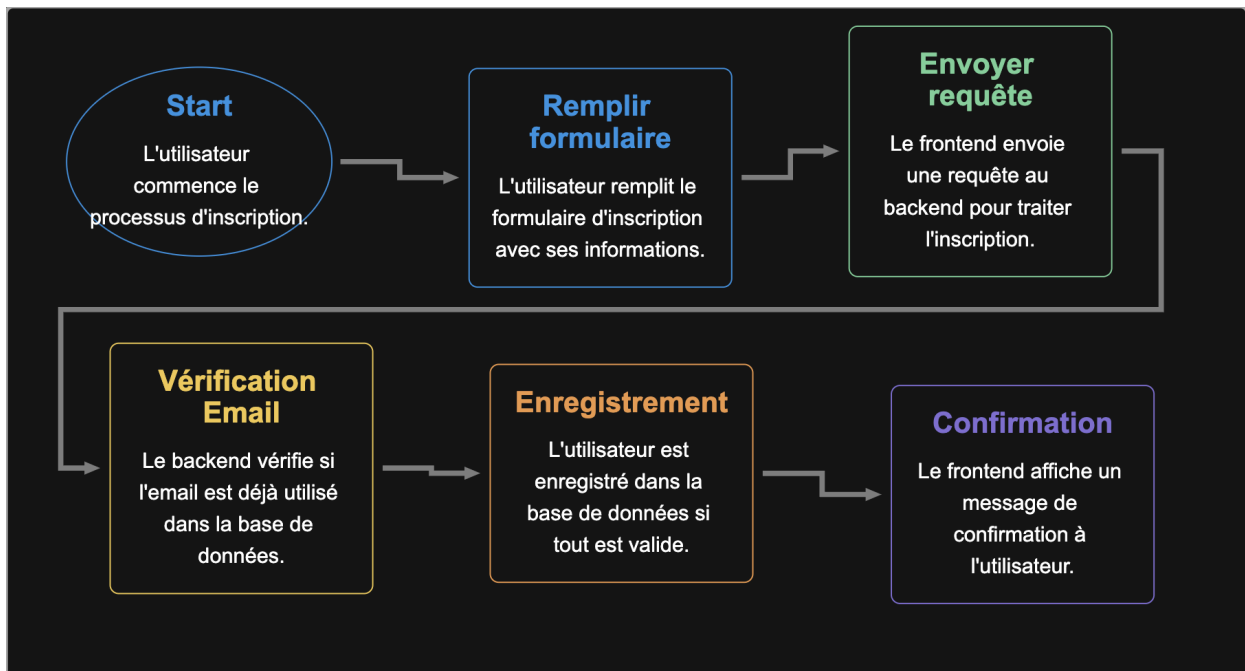 Start
L'utilisateur
commence le
processus d'inscription.
Remplir
formulaire
L'utilisateur remplit le
formulaire d'inscription
avec ses informations.
Envoyer
requête
Le frontend envoie
une requête au
backend pour traiter
l'inscription.
Vérification
Email
Le backend vérifie si
l'email est déjà utilisé
dans la base de
données.
Enregistrement
L'utilisateur est
enregistré dans la
base de données si
tout est valide.
Confirmation
Le frontend affiche un
message de
confirmation à
l'utilisateur.